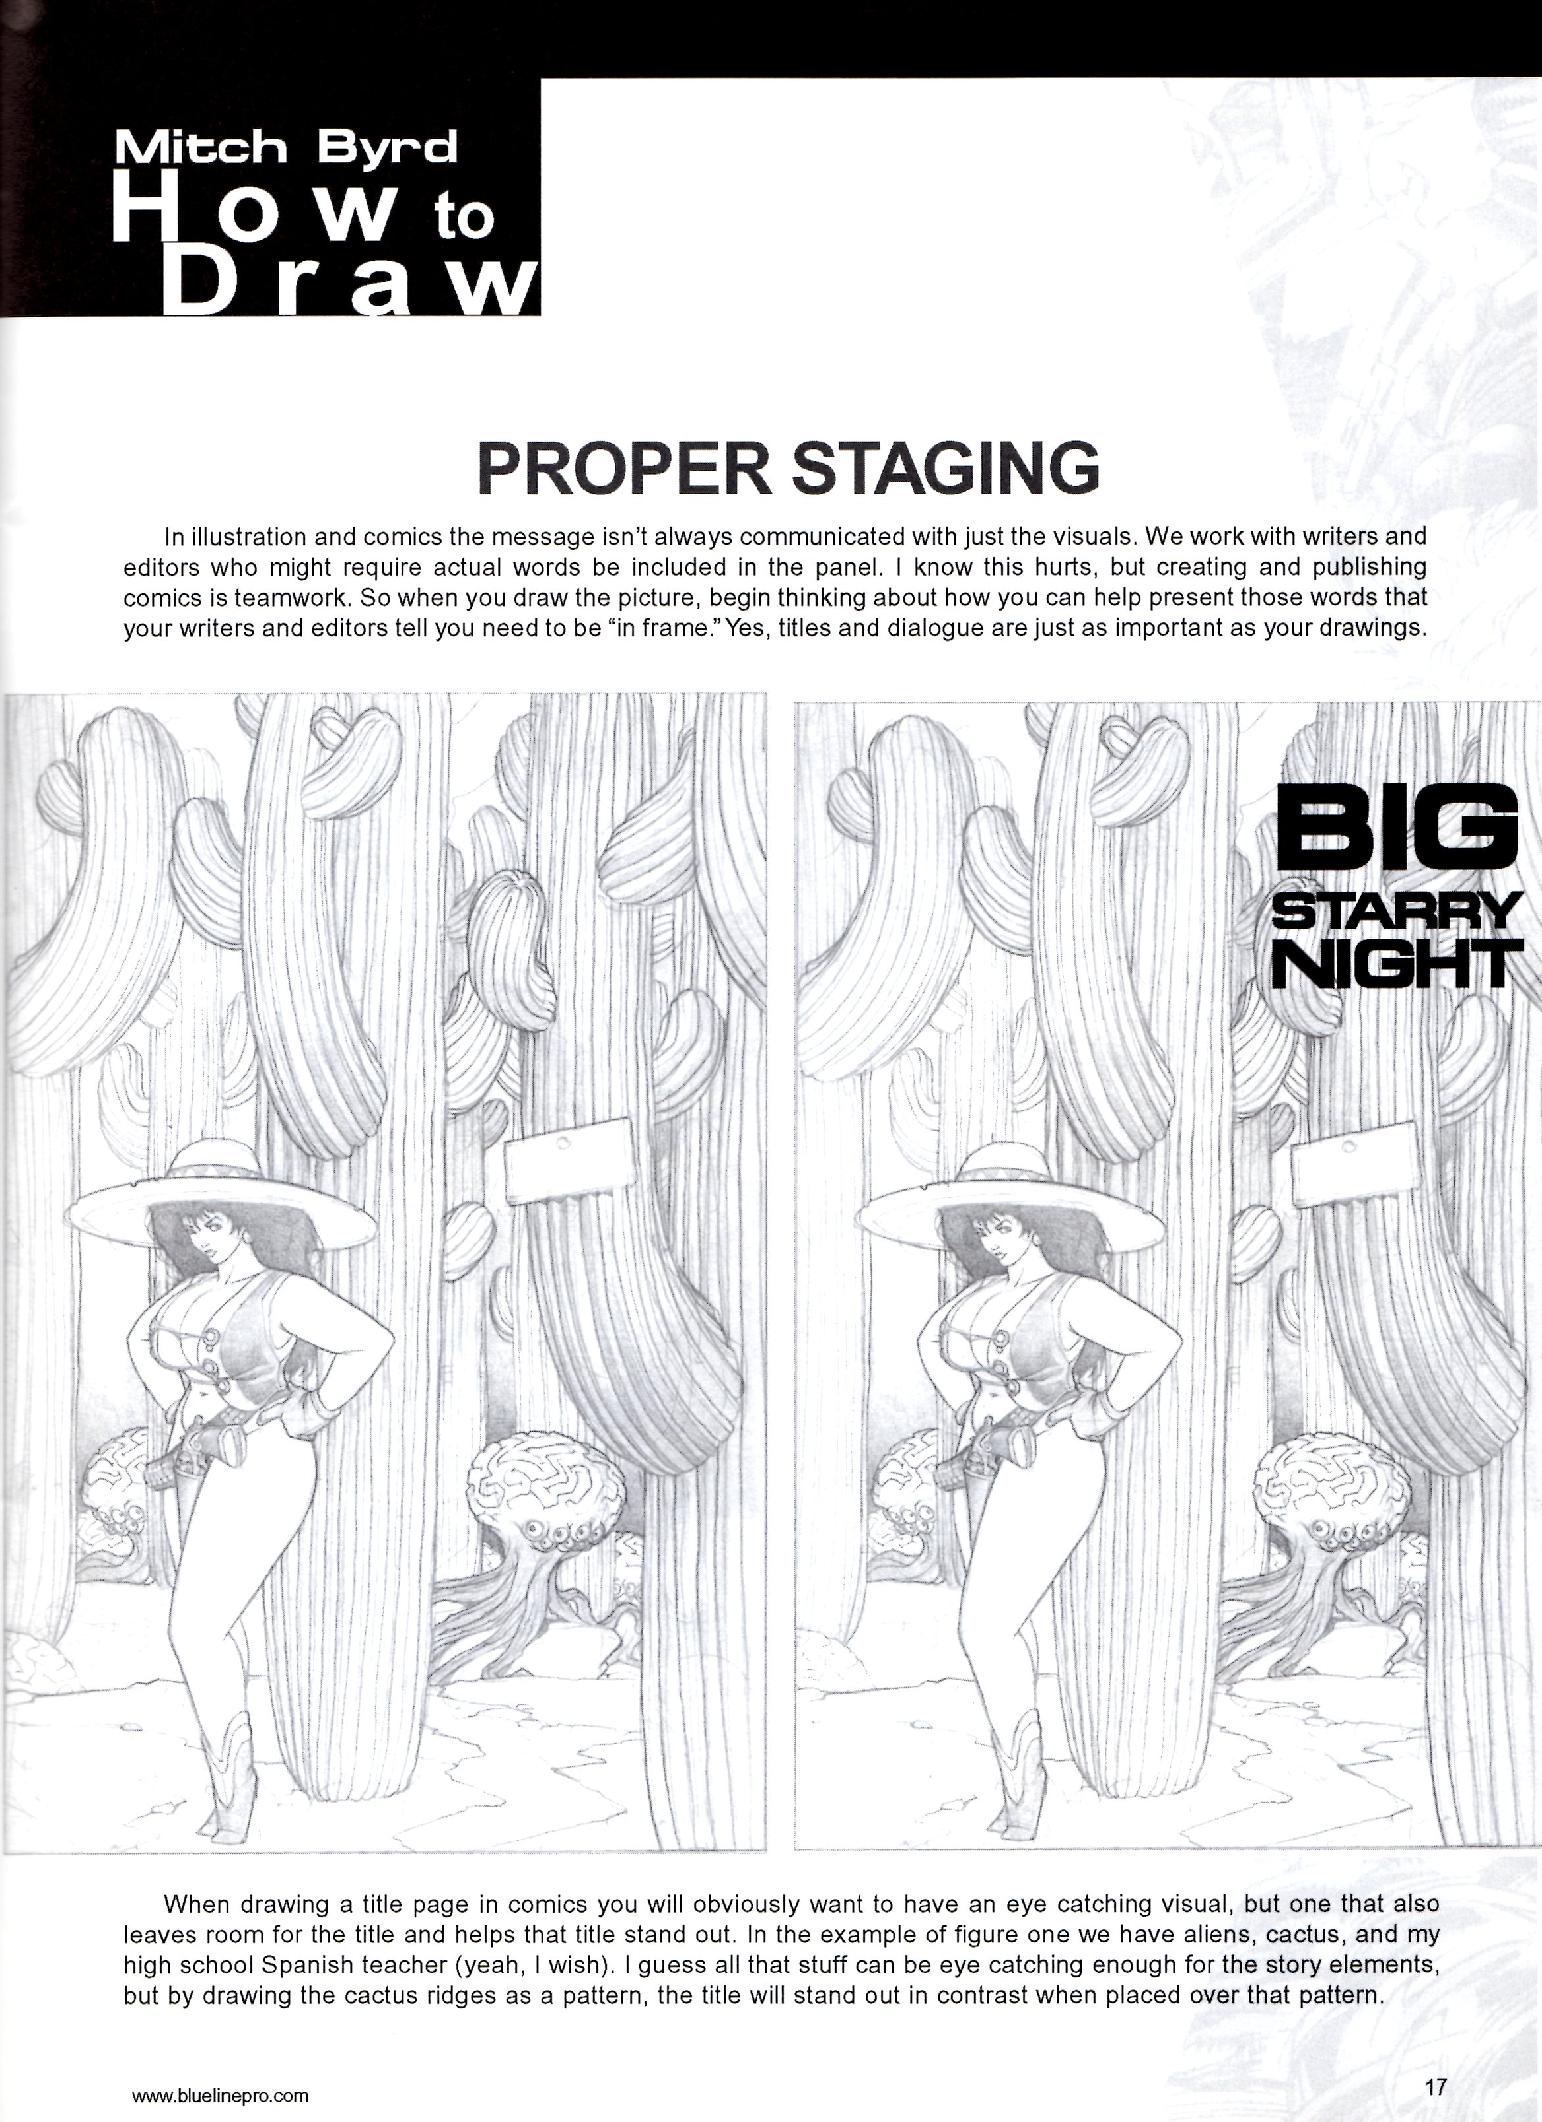 Mitch Byrd
How to
Draw
PROPER STAGING
In illustration and comics the message isn't always communicated with just the visuals. We work with writers and
editors who might require actual words be included in the panel. I know this hurts, but creating and publishing
comics is teamwork. So when you draw the picture, begin thinking about how you can help present those words that
your writers and editors tell you need to be “in frame.” Yes, titles and dialogue are just as important as your drawings.
BIG
STARRY
NIGHT
When drawing a title page in comics you will obviously want to have an eye catching visual, but one that also
leaves room for the title and helps that title stand out. In the example of figure one we have aliens, cactus, and my
high school Spanish teacher (yeah, I wish). I guess all that stuff can be eye catching enough for the story elements,
but by drawing the cactus ridges as a pattern, the title will stand out in contrast when placed over that pattern.
www.bluelinepro.com
17